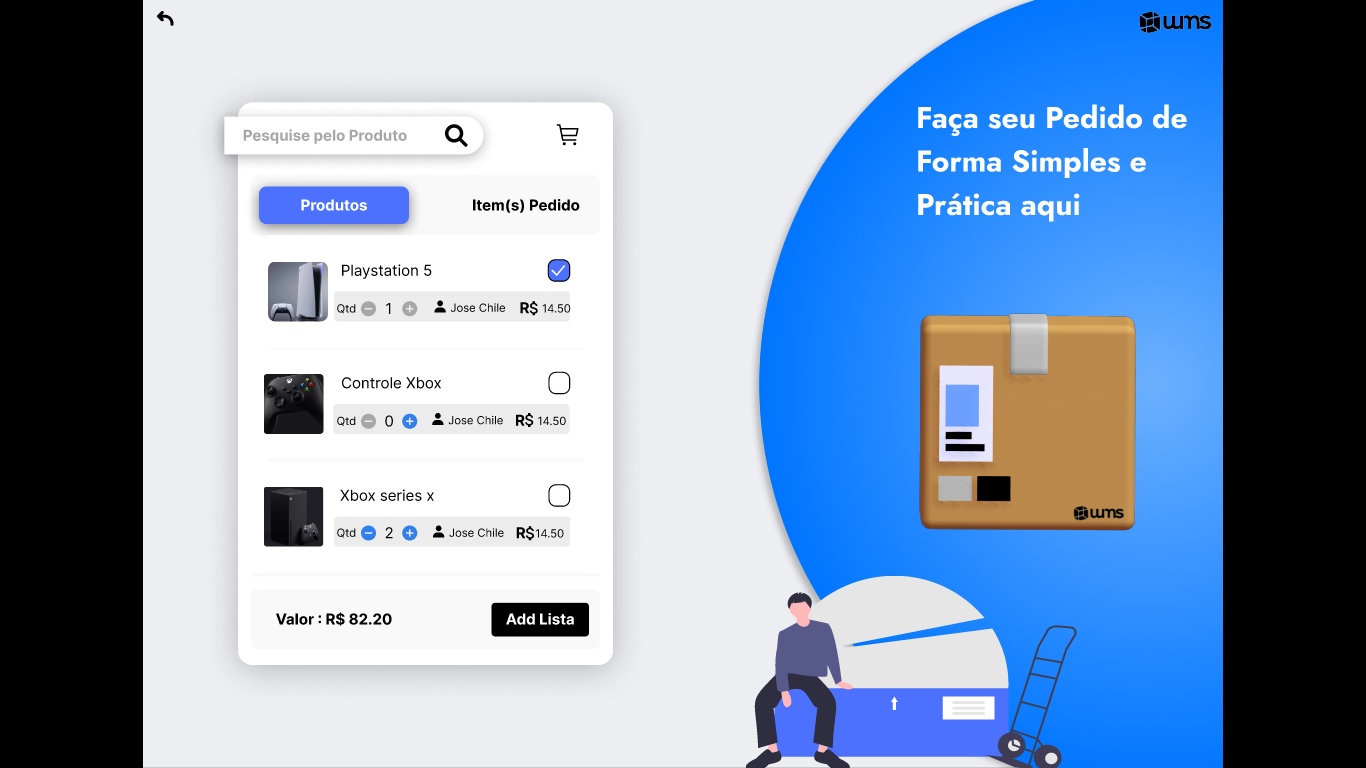 wms
Faça seu Pedido de
Forma Simples e
Prática aqui
Pesquise pelo Produto
Produtos
Item(s) Pedido
Playstation 5
Qtd 1 Jose Chile R$ 14.50
Controle Xbox
Qtd 0 Jose Chile R$ 14.50
Xbox series x
Qtd 2 Jose Chile R$14.50
Valor : R$ 82.20
Add Lista
wms